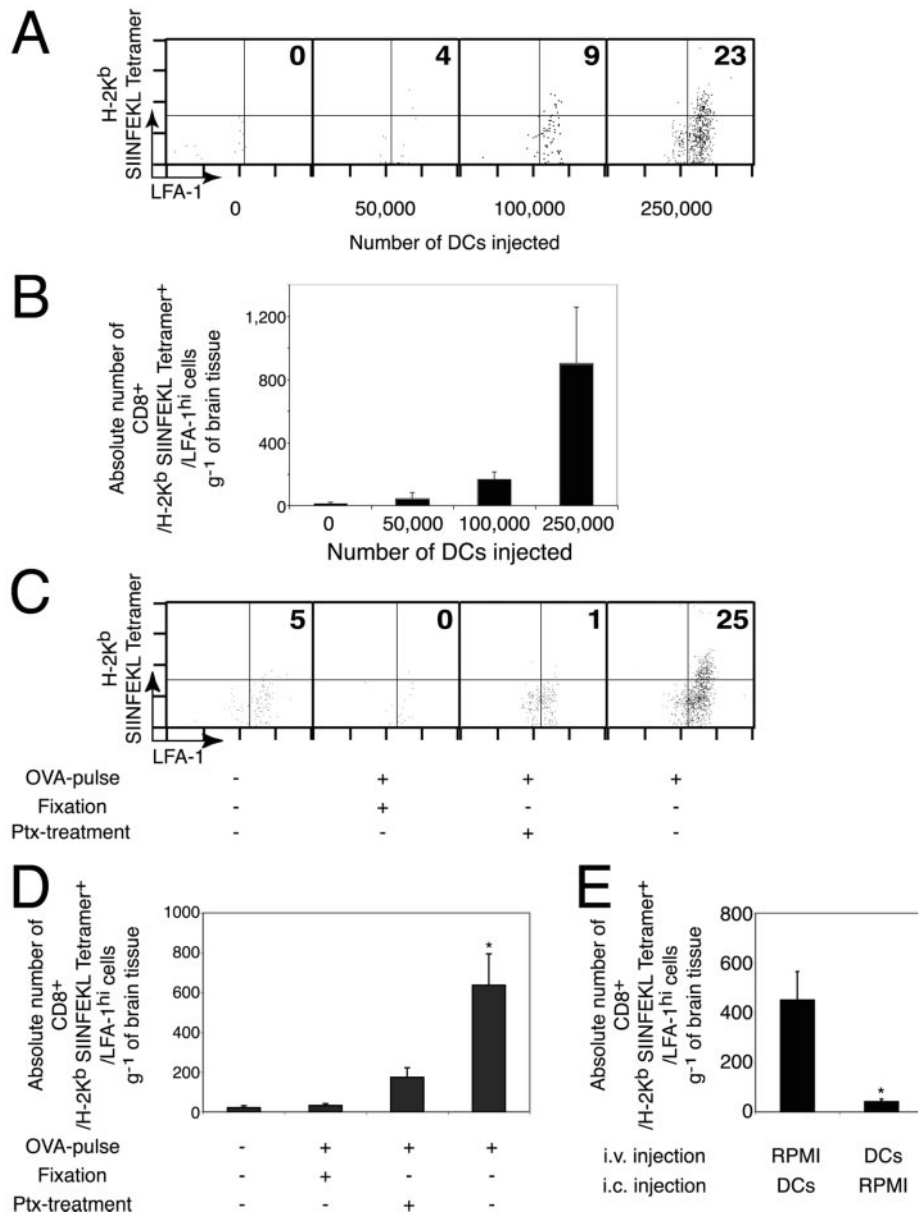 A
H-2Kb
SIINFEKL Tetramer
0
4
9
23
LFA-1
0
50,000
100,000
250,000
Number of DCs injected
B
Absolute number of
CD8+
/H-2Kb SIINFEKL Tetramer+
/LFA-1hi cells
g-1 of brain tissue
1,200
800
400
0
0
50,000
100,000
250,000
Number of DCs injected
C
H-2Kb
SIINFEKL Tetramer
5
0
1
25
LFA-1
OVA-pulse - + + +
Fixation - + - -
Ptx-treatment - - + -
D
Absolute number of
CD8+
/H-2Kb SIINFEKL Tetramer+
/LFA-1hi cells
g-1 of brain tissue
1000
800
600
400
200
0
*
OVA-pulse - + + +
Fixation - + - -
Ptx-treatment - - + -
E
Absolute number of
CD8+
/H-2Kb SIINFEKL Tetramer+
/LFA-1hi cells
g-1 of brain tissue
800
600
400
200
0
*
i.v. injection RPMI DCs
i.c. injection DCs RPMI